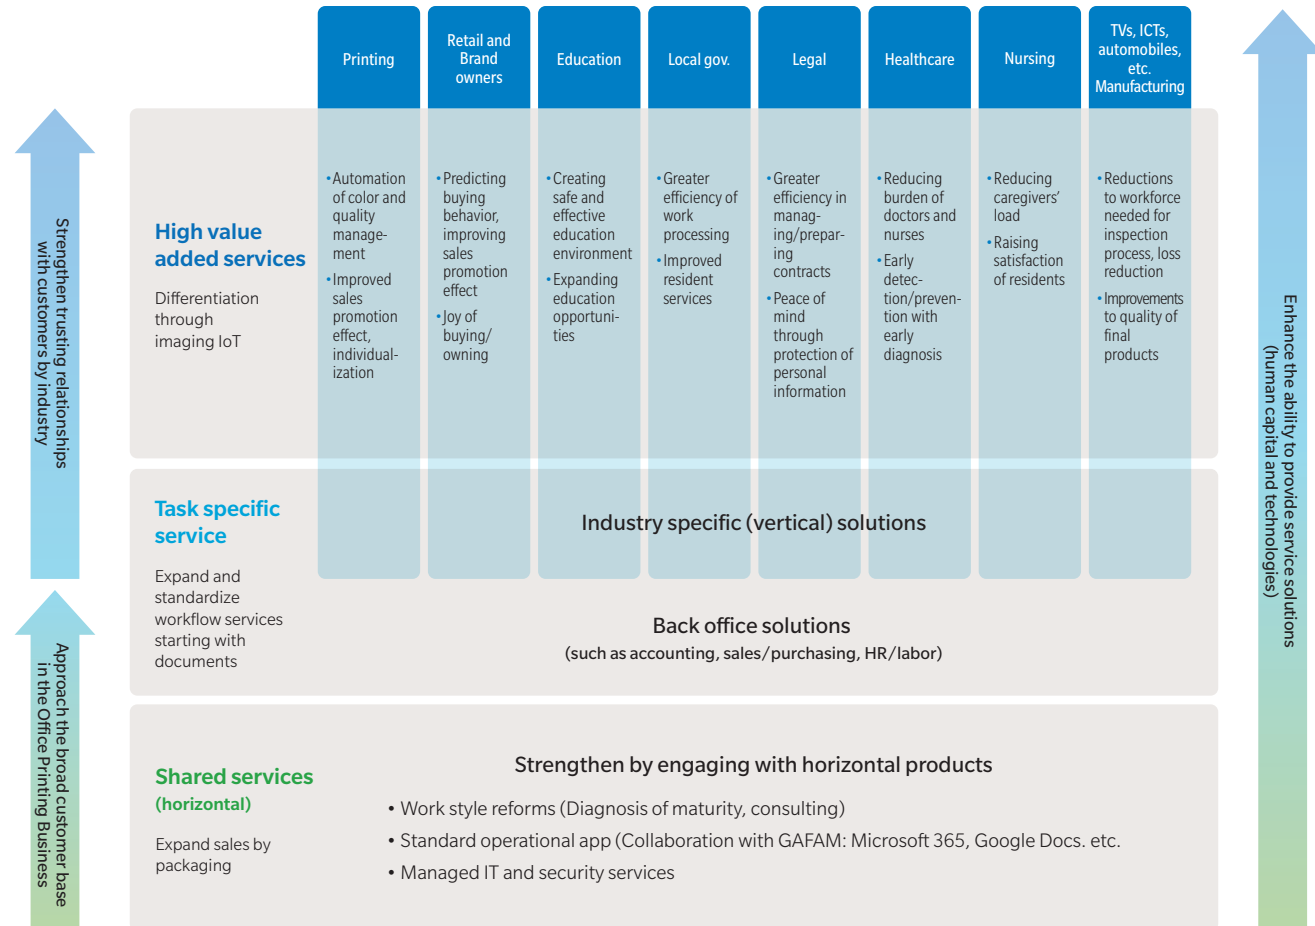 Printing
Retail and
Brand
owners
Education
Local gov.
Legal
Healthcare
Nursing
TVs, ICTs,
automobiles,
etc.
Manufacturing
Strengthen trusting relationships
with customers by industry
Approach the broad customer base
in the Office Printing Business
High value
added services
Differentiation
through
imaging IoT
•Automation
of color and
quality
manage-
ment
•Improved
sales
promotion
effect,
individual-
ization
•Predicting
buying
behavior,
improving
sales
promotion
effect
•Joy of
buying/
owning
•Creating
safe and
effective
education
environment
•Expanding
education
opportuni-
ties
•Greater
efficiency of
work
processing
•Improved
resident
services
•Greater
efficiency in
manag-
ing/prepar-
ing
contracts
•Peace of
mind
through
protection of
personal
information
•Reducing
burden of
doctors and
nurses
•Early
detec-
tion/preven-
tion with
early
diagnosis
•Reducing
caregivers'
load
•Raising
satisfaction
of residents
•Reductions
to workforce
needed for
inspection
process, loss
reduction
•Improvements
to quality of
final
products
Task specific
service
Expand and
standardize
workflow services
starting with
documents
Industry specific (vertical) solutions
Back office solutions
(such as accounting, sales/purchasing, HR/labor)
Shared services
(horizontal)
Expand sales by
packaging
Strengthen by engaging with horizontal products
• Work style reforms (Diagnosis of maturity, consulting)
• Standard operational app (Collaboration with GAFAM: Microsoft 365, Google Docs. etc.
• Managed IT and security services
Enhance the ability to provide service solutions
(human capital and technologies)